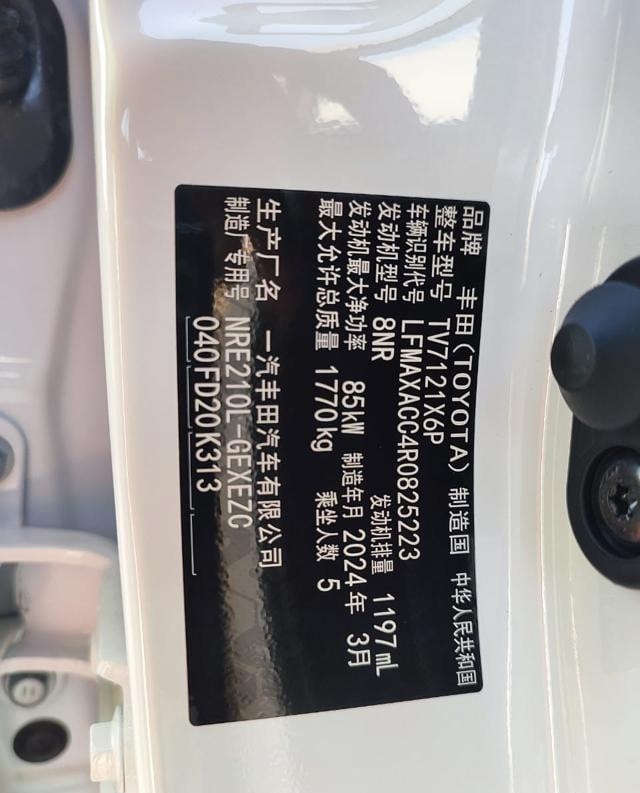 品牌 丰田(TOYOTA) 制造国 中华人民共和国
整车型号 TV7121X6P
车辆识别代号 LFMAXACC4R0825223
发动机型号 8NR 发动机排量 1197mL
发动机最大净功率 85kW 制造年月 2024年 3月
最大允许总质量 1770kg 乘坐人数 5
生产厂名 一汽丰田汽车有限公司
制造厂专用号 NRE210L-GEXEZC
040FD20K313